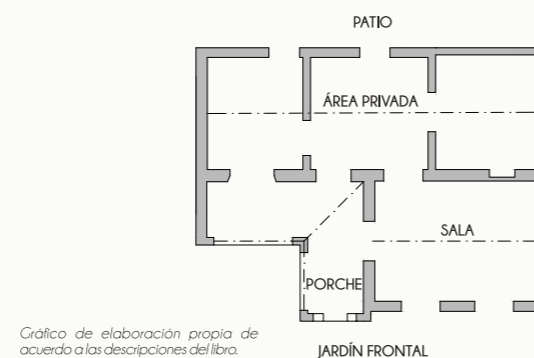 PATIO
ÁREA PRIVADA
SALA
PORCHE
Gráfico de elaboración propia de
acuerdo a las descripciones del libro.
JARDÍN FRONTAL